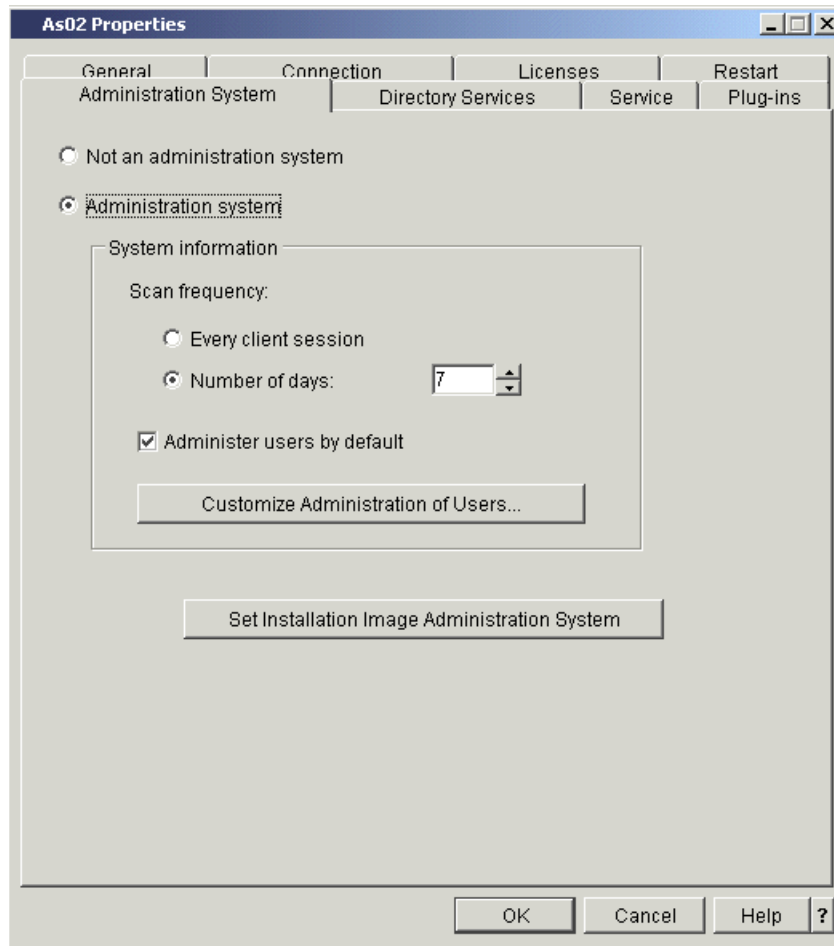 As02 Properties
General Connection Licenses Restart
Administration System Directory Services Service Plug-ins
Not an administration system
Administration system
System information
Scan frequency:
Every client session
Number of days: 7
Administer users by default
Customize Administration of Users...
Set Installation Image Administration System
OK Cancel Help ?